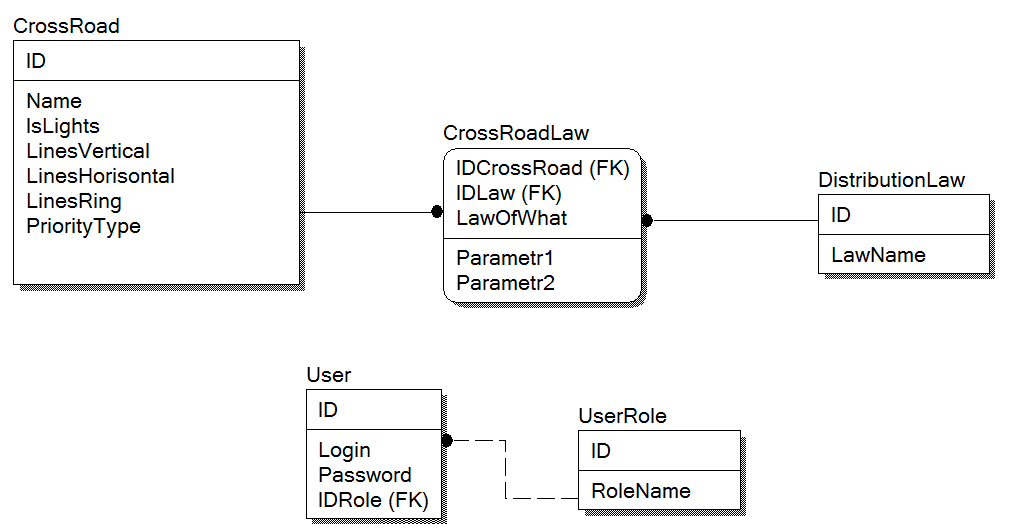 CrossRoad
ID
Name
IsLights
LinesVertical
LinesHorisontal
LinesRing
PriorityType
CrossRoadLaw
IDCrossRoad (FK)
IDLaw (FK)
LawOfWhat
Parametr1
Parametr2
DistributionLaw
ID
LawName
User
ID
Login
Password
IDRole (FK)
UserRole
ID
RoleName